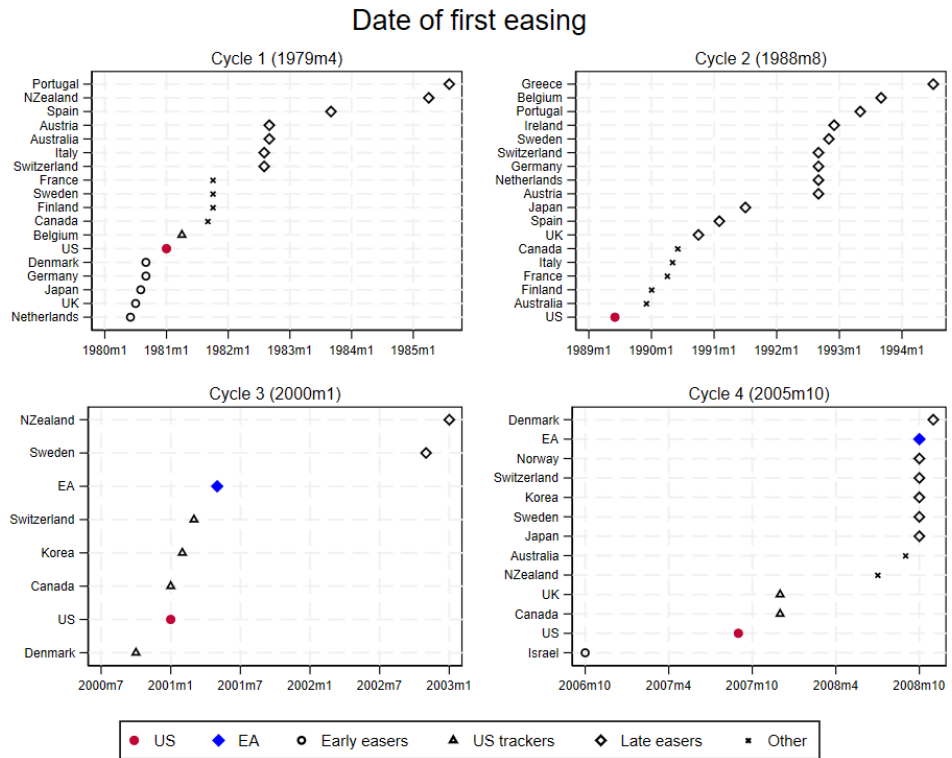 Date of first easing
Cycle 1 (1979m4)
Portugal
NZealand
Spain
Austria
Australia
Italy
Switzerland
France
Sweden
Finland
Canada
Belgium
US
Denmark
Germany
Japan
UK
Netherlands
1980m1 1981m1 1982m1 1983m1 1984m1 1985m1
Cycle 2 (1988m8)
Greece
Belgium
Portugal
Ireland
Sweden
Switzerland
Germany
Netherlands
Austria
Japan
Spain
UK
Canada
Italy
France
Finland
Australia
US
1989m1 1990m1 1991m1 1992m1 1993m1 1994m1
Cycle 3 (2000m1)
NZealand
Sweden
EA
Switzerland
Korea
Canada
US
Denmark
2000m7 2001m1 2001m7 2002m1 2002m7 2003m1
Cycle 4 (2005m10)
Denmark
EA
Norway
Switzerland
Korea
Sweden
Japan
Australia
NZealand
UK
Canada
US
Israel
2006m10 2007m4 2007m10 2008m4 2008m10
US EA Early easers US trackers Late easers Other